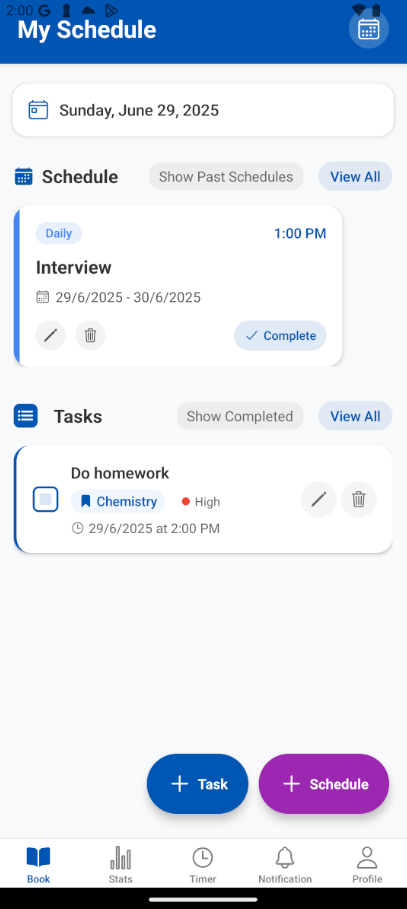 2:00 G
My Schedule
Sunday, June 29, 2025
Schedule
Show Past Schedules
View All
Daily
1:00 PM
Interview
29/6/2025 - 30/6/2025
Complete
Tasks
Show Completed
View All
Do homework
Chemistry
High
29/6/2025 at 2:00 PM
+ Task
+ Schedule
Book
Stats
Timer
Notification
Profile